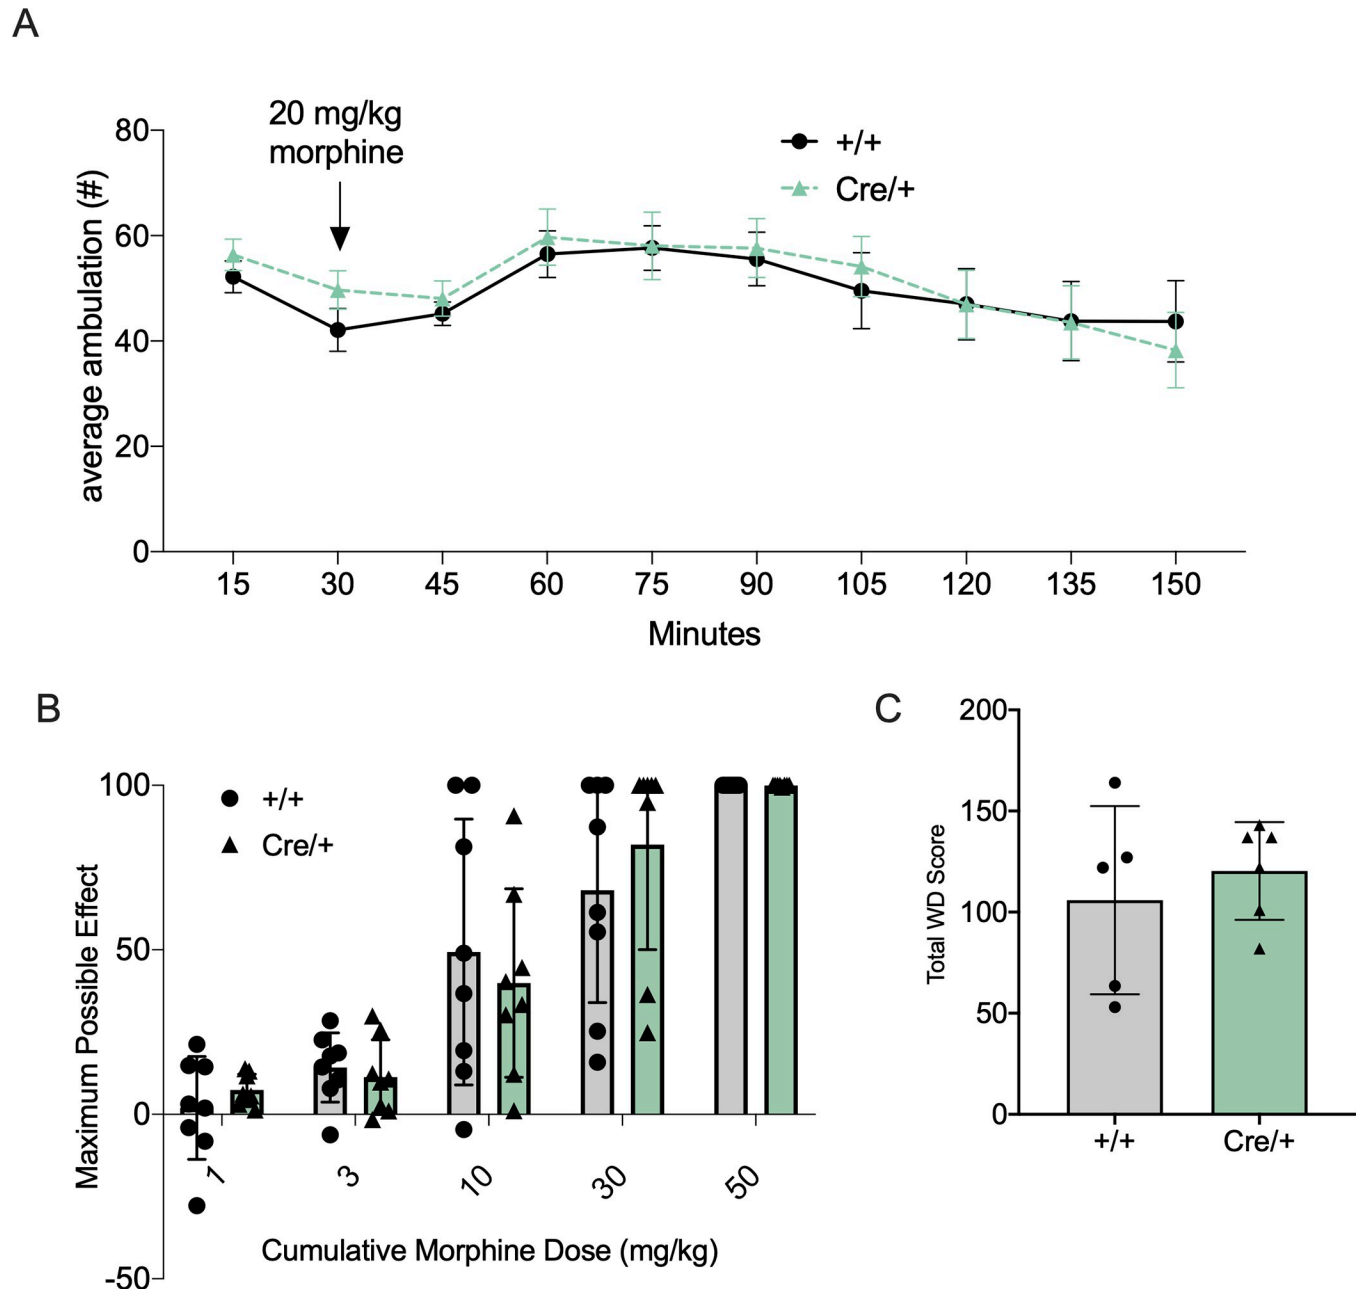 A
20 mg/kg
morphine
+/+
Cre/+
average ambulation (#)
80
60
40
20
0
15 30 45 60 75 90 105 120 135 150
Minutes
B
+/+
Cre/+
Maximum Possible Effect
100
50
0
-50
1 3 10 30 50
Cumulative Morphine Dose (mg/kg)
C
Total WD Score
200
150
100
50
0
+/+ Cre/+